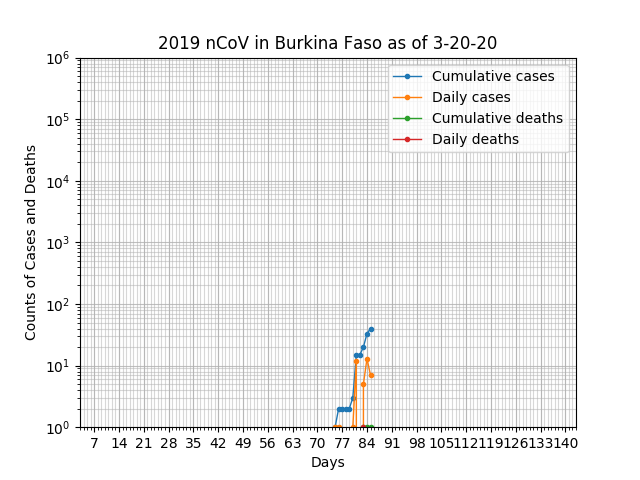 2019 nCoV in Burkina Faso as of 3-20-20
Cumulative cases
Daily cases
Cumulative deaths
Daily deaths
10^6
10^5
10^4
10^3
10^2
10^1
10^0
Counts of Cases and Deaths
7 14 21 28 35 42 49 56 63 70 77 84 91 98 105 112 119 126 133 140
Days